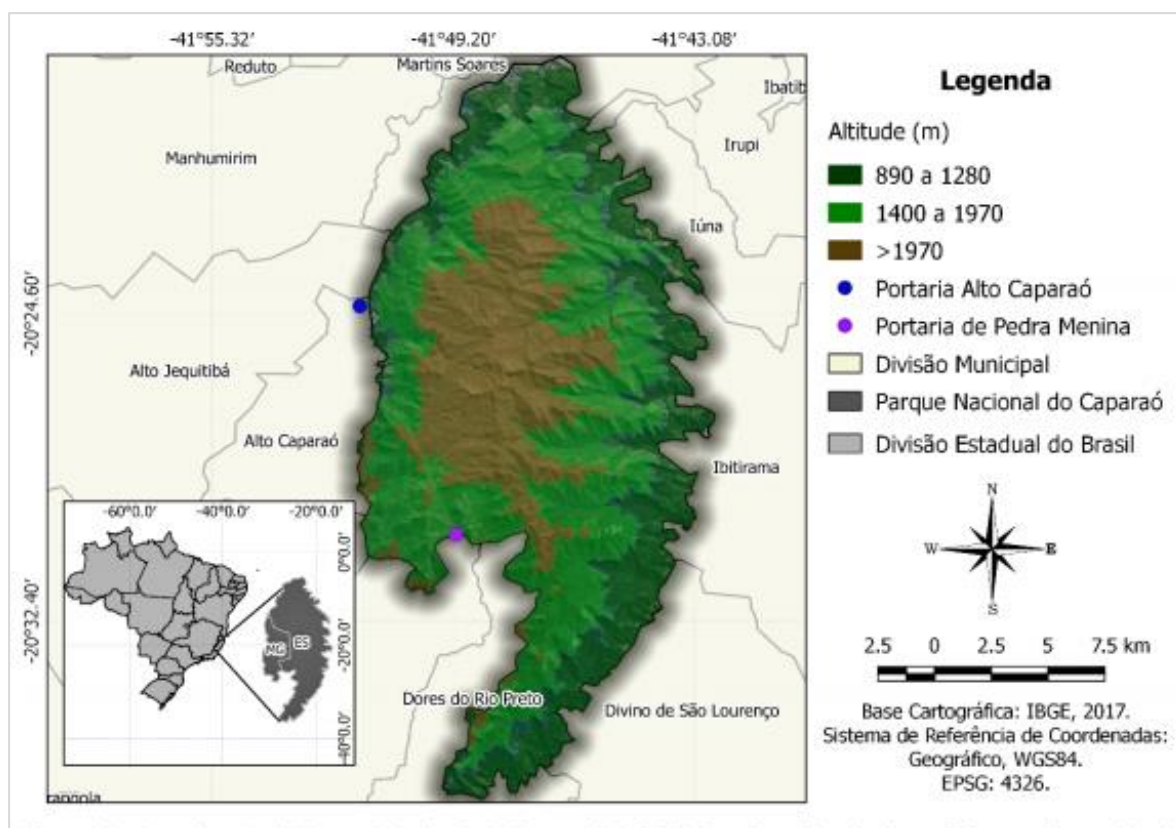 -41°55.32′ -41°49.20′ -41°43.08′
Reduto
Martins Soares
Ibatib
Manhumirim
Irupi
Iúna
-20°24.60′
Alto Jequitibá
Alto Caparaó
Ibitirama
-20°32.40′
Dores do Rio Preto
Divino de São Lourenço
-60°0.0′ -40°0.0′ -20°0.0′
0°0.0′
-20°0.0′
-40°0.0′
MG
ES
Legenda
Altitude (m)
890 a 1280
1400 a 1970
>1970
Portaria Alto Caparaó
Portaria de Pedra Menina
Divisão Municipal
Parque Nacional do Caparaó
Divisão Estadual do Brasil
N
W E
S
2.5 0 2.5 5 7.5 km
Base Cartográfica: IBGE, 2017.
Sistema de Referência de Coordenadas:
Geográfico, WGS84.
EPSG: 4326.